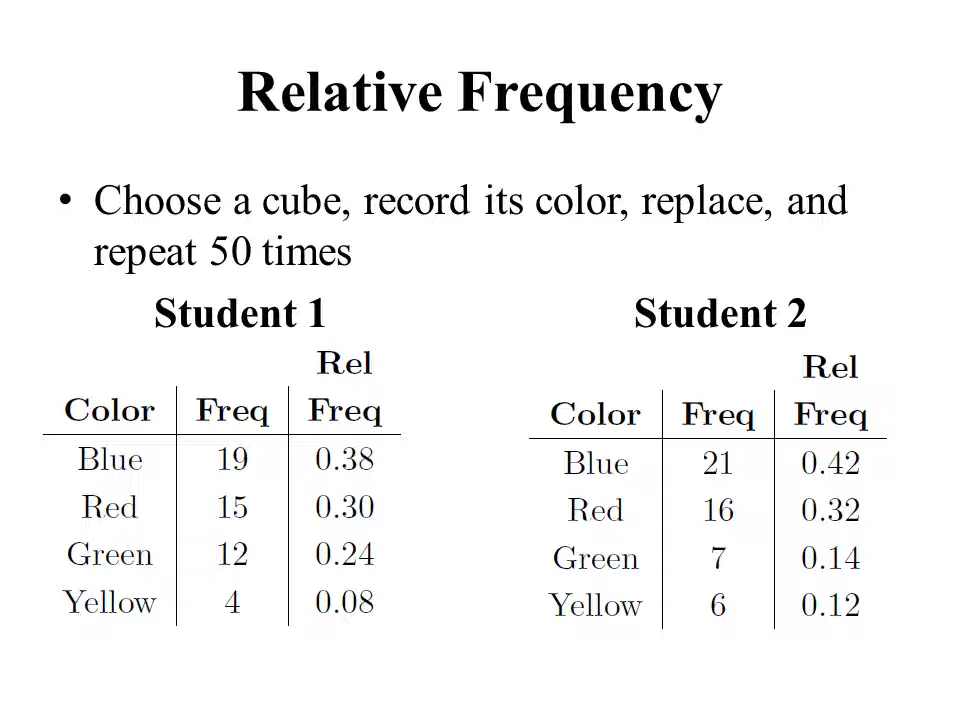 Relative Frequency
• Choose a cube, record its color, replace, and
repeat 50 times
Student 1
Rel
Color Freq Freq
Blue 19 0.38
Red 15 0.30
Green 12 0.24
Yellow 4 0.08
Student 2
Rel
Color Freq Freq
Blue 21 0.42
Red 16 0.32
Green 7 0.14
Yellow 6 0.12